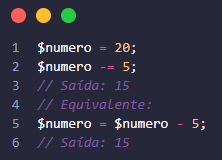 1 $numero = 20;
2 $numero -= 5;
3 // Saída: 15
4 // Equivalente:
5 $numero = $numero - 5;
6 // Saída: 15